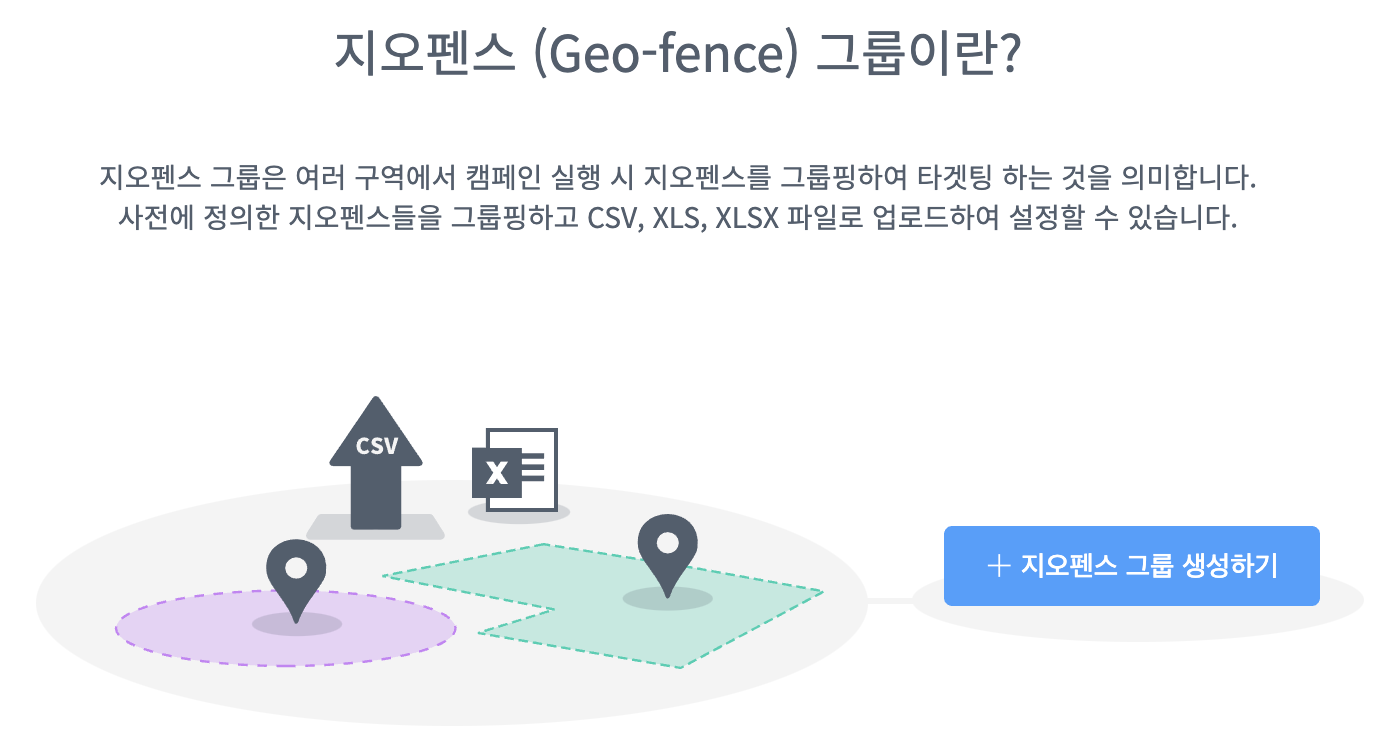 지오펜스 (Geo-fence) 그룹이란?
지오펜스 그룹은 여러 구역에서 캠페인 실행 시 지오펜스를 그룹핑하여 타겟팅 하는 것을 의미합니다.
사전에 정의한 지오펜스들을 그룹핑하고 CSV, XLS, XLSX 파일로 업로드하여 설정할 수 있습니다.
CSV
X
+ 지오펜스 그룹 생성하기